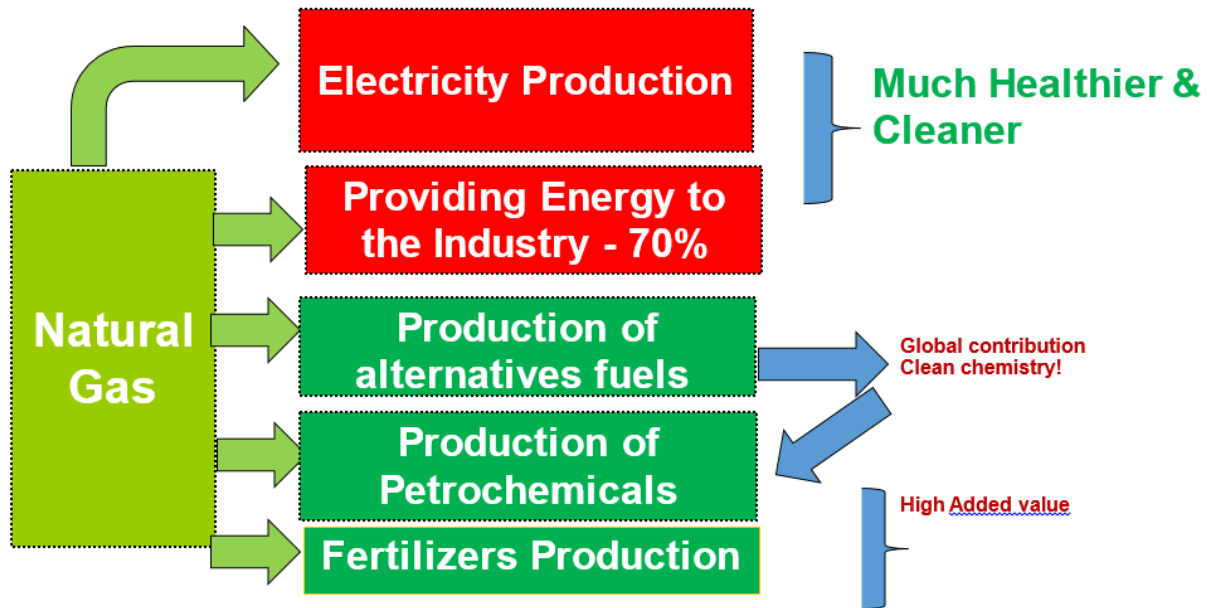 Electricity Production
Much Healthier &
Cleaner
Providing Energy to
the Industry - 70%
Natural
Gas
Production of
alternatives fuels
Global contribution
Clean chemistry!
Production of
Petrochemicals
High Added value
Fertilizers Production